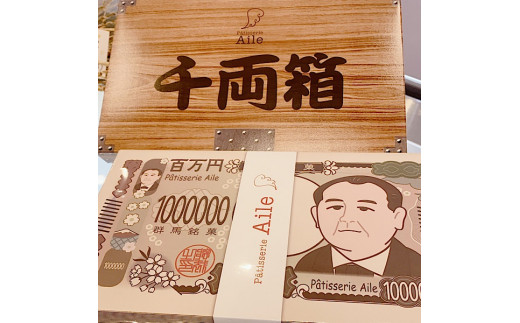 Pâtisserie
Aile
千両箱
百万円
Pâtisserie Aile
1000000
群馬銘菓
1000000
Pâtisserie Aile
Pâtisserie Aile